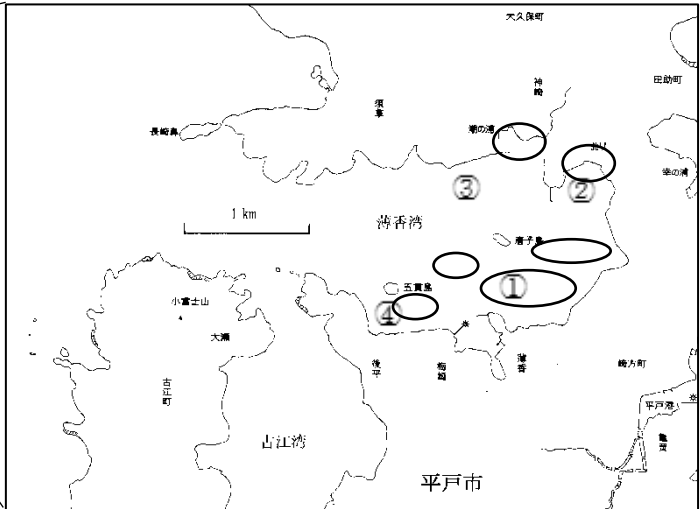 大久保町
田助町
神崎
須草
長崎鼻
潮の浦
幸の浦
③
②
1 km
薄香湾
唐子島
①
五貫島
④
小富士山
大瀬
後平
梅崎
薄香
崎方町
古江町
平戸港
古江湾
平戸市